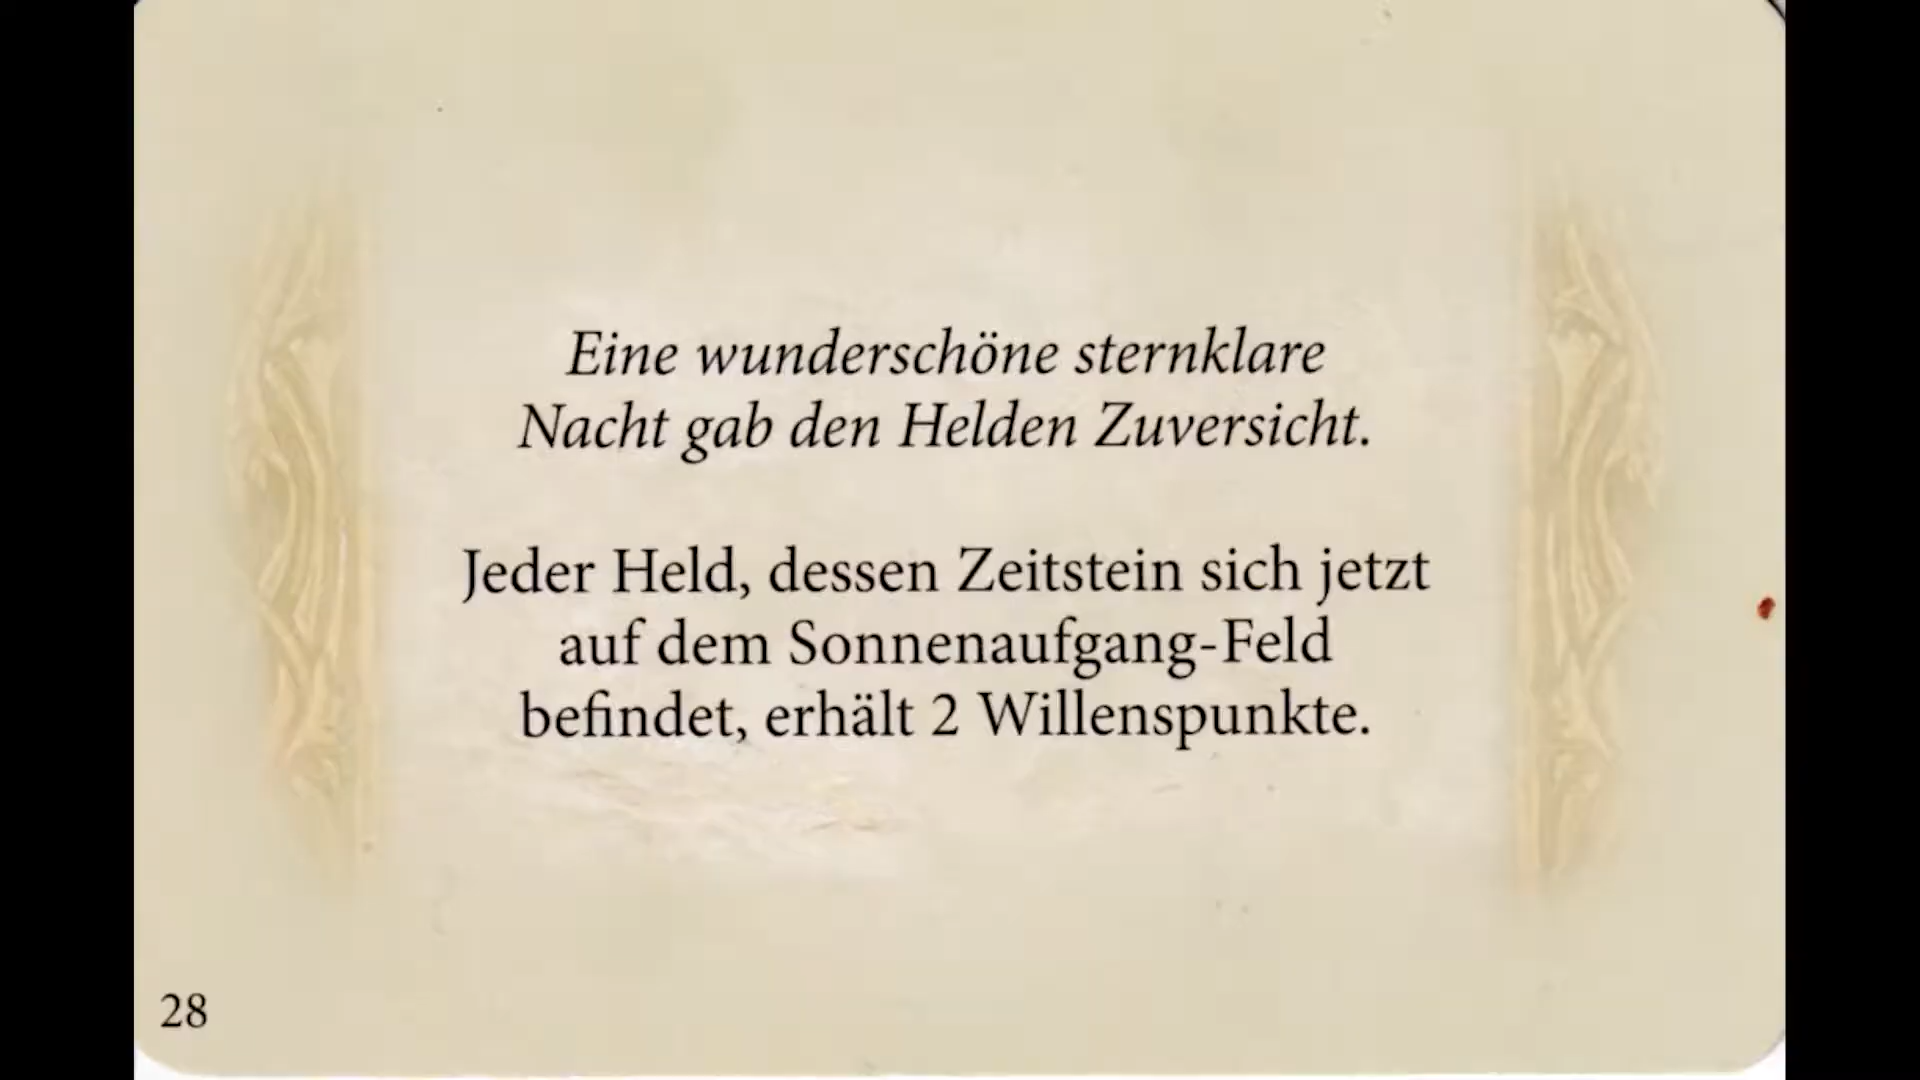 Eine wunderschöne sternklare
Nacht gab den Helden Zuversicht.
Jeder Held, dessen Zeitstein sich jetzt
auf dem Sonnenaufgang-Feld
befindet, erhält 2 Willenspunkte.
28